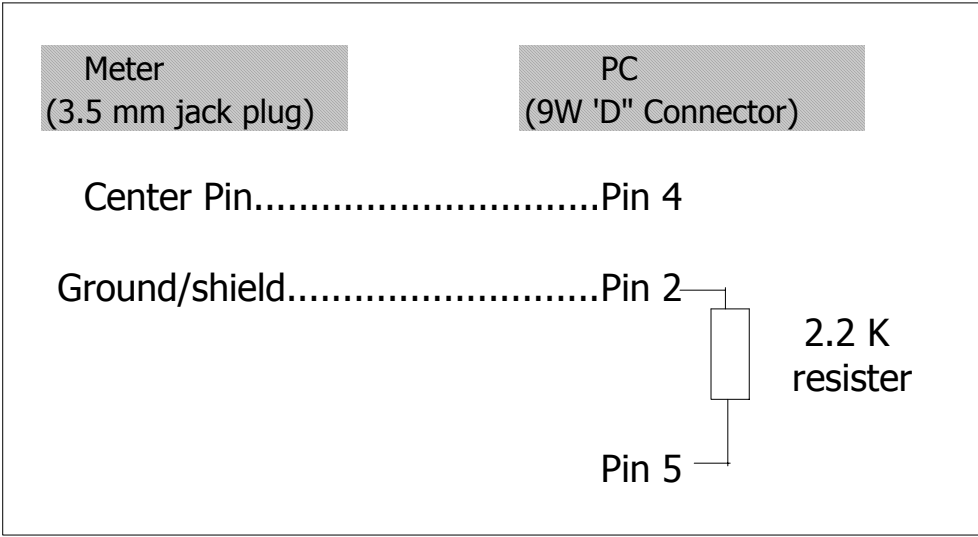 Meter PC
(3.5 mm jack plug) (9W 'D" Connector)
Center Pin...............................Pin 4
Ground/shield............................Pin 2
2.2 K
resister
Pin 5